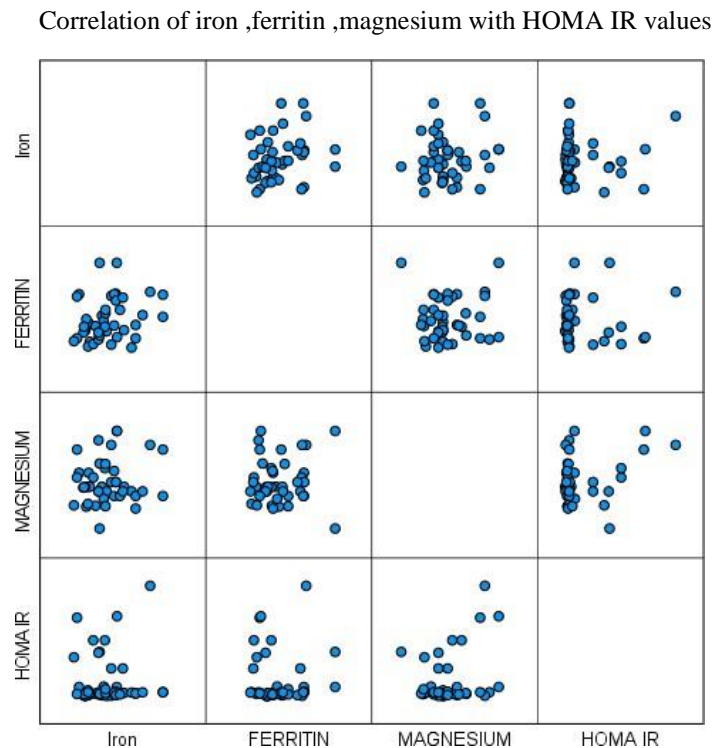 Correlation of iron ,ferritin ,magnesium with HOMA IR values
Iron
FERRITIN
MAGNESIUM
HOMA IR
Iron
FERRITIN
MAGNESIUM
HOMA IR